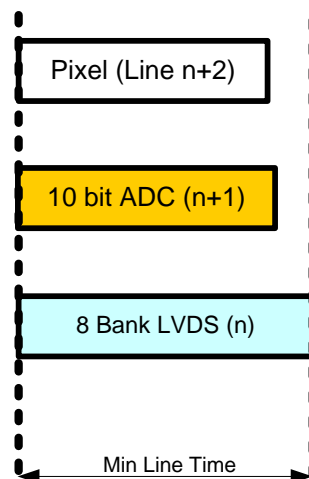 Pixel (Line n+2)
10 bit ADC (n+1)
8 Bank LVDS (n)
Min Line Time